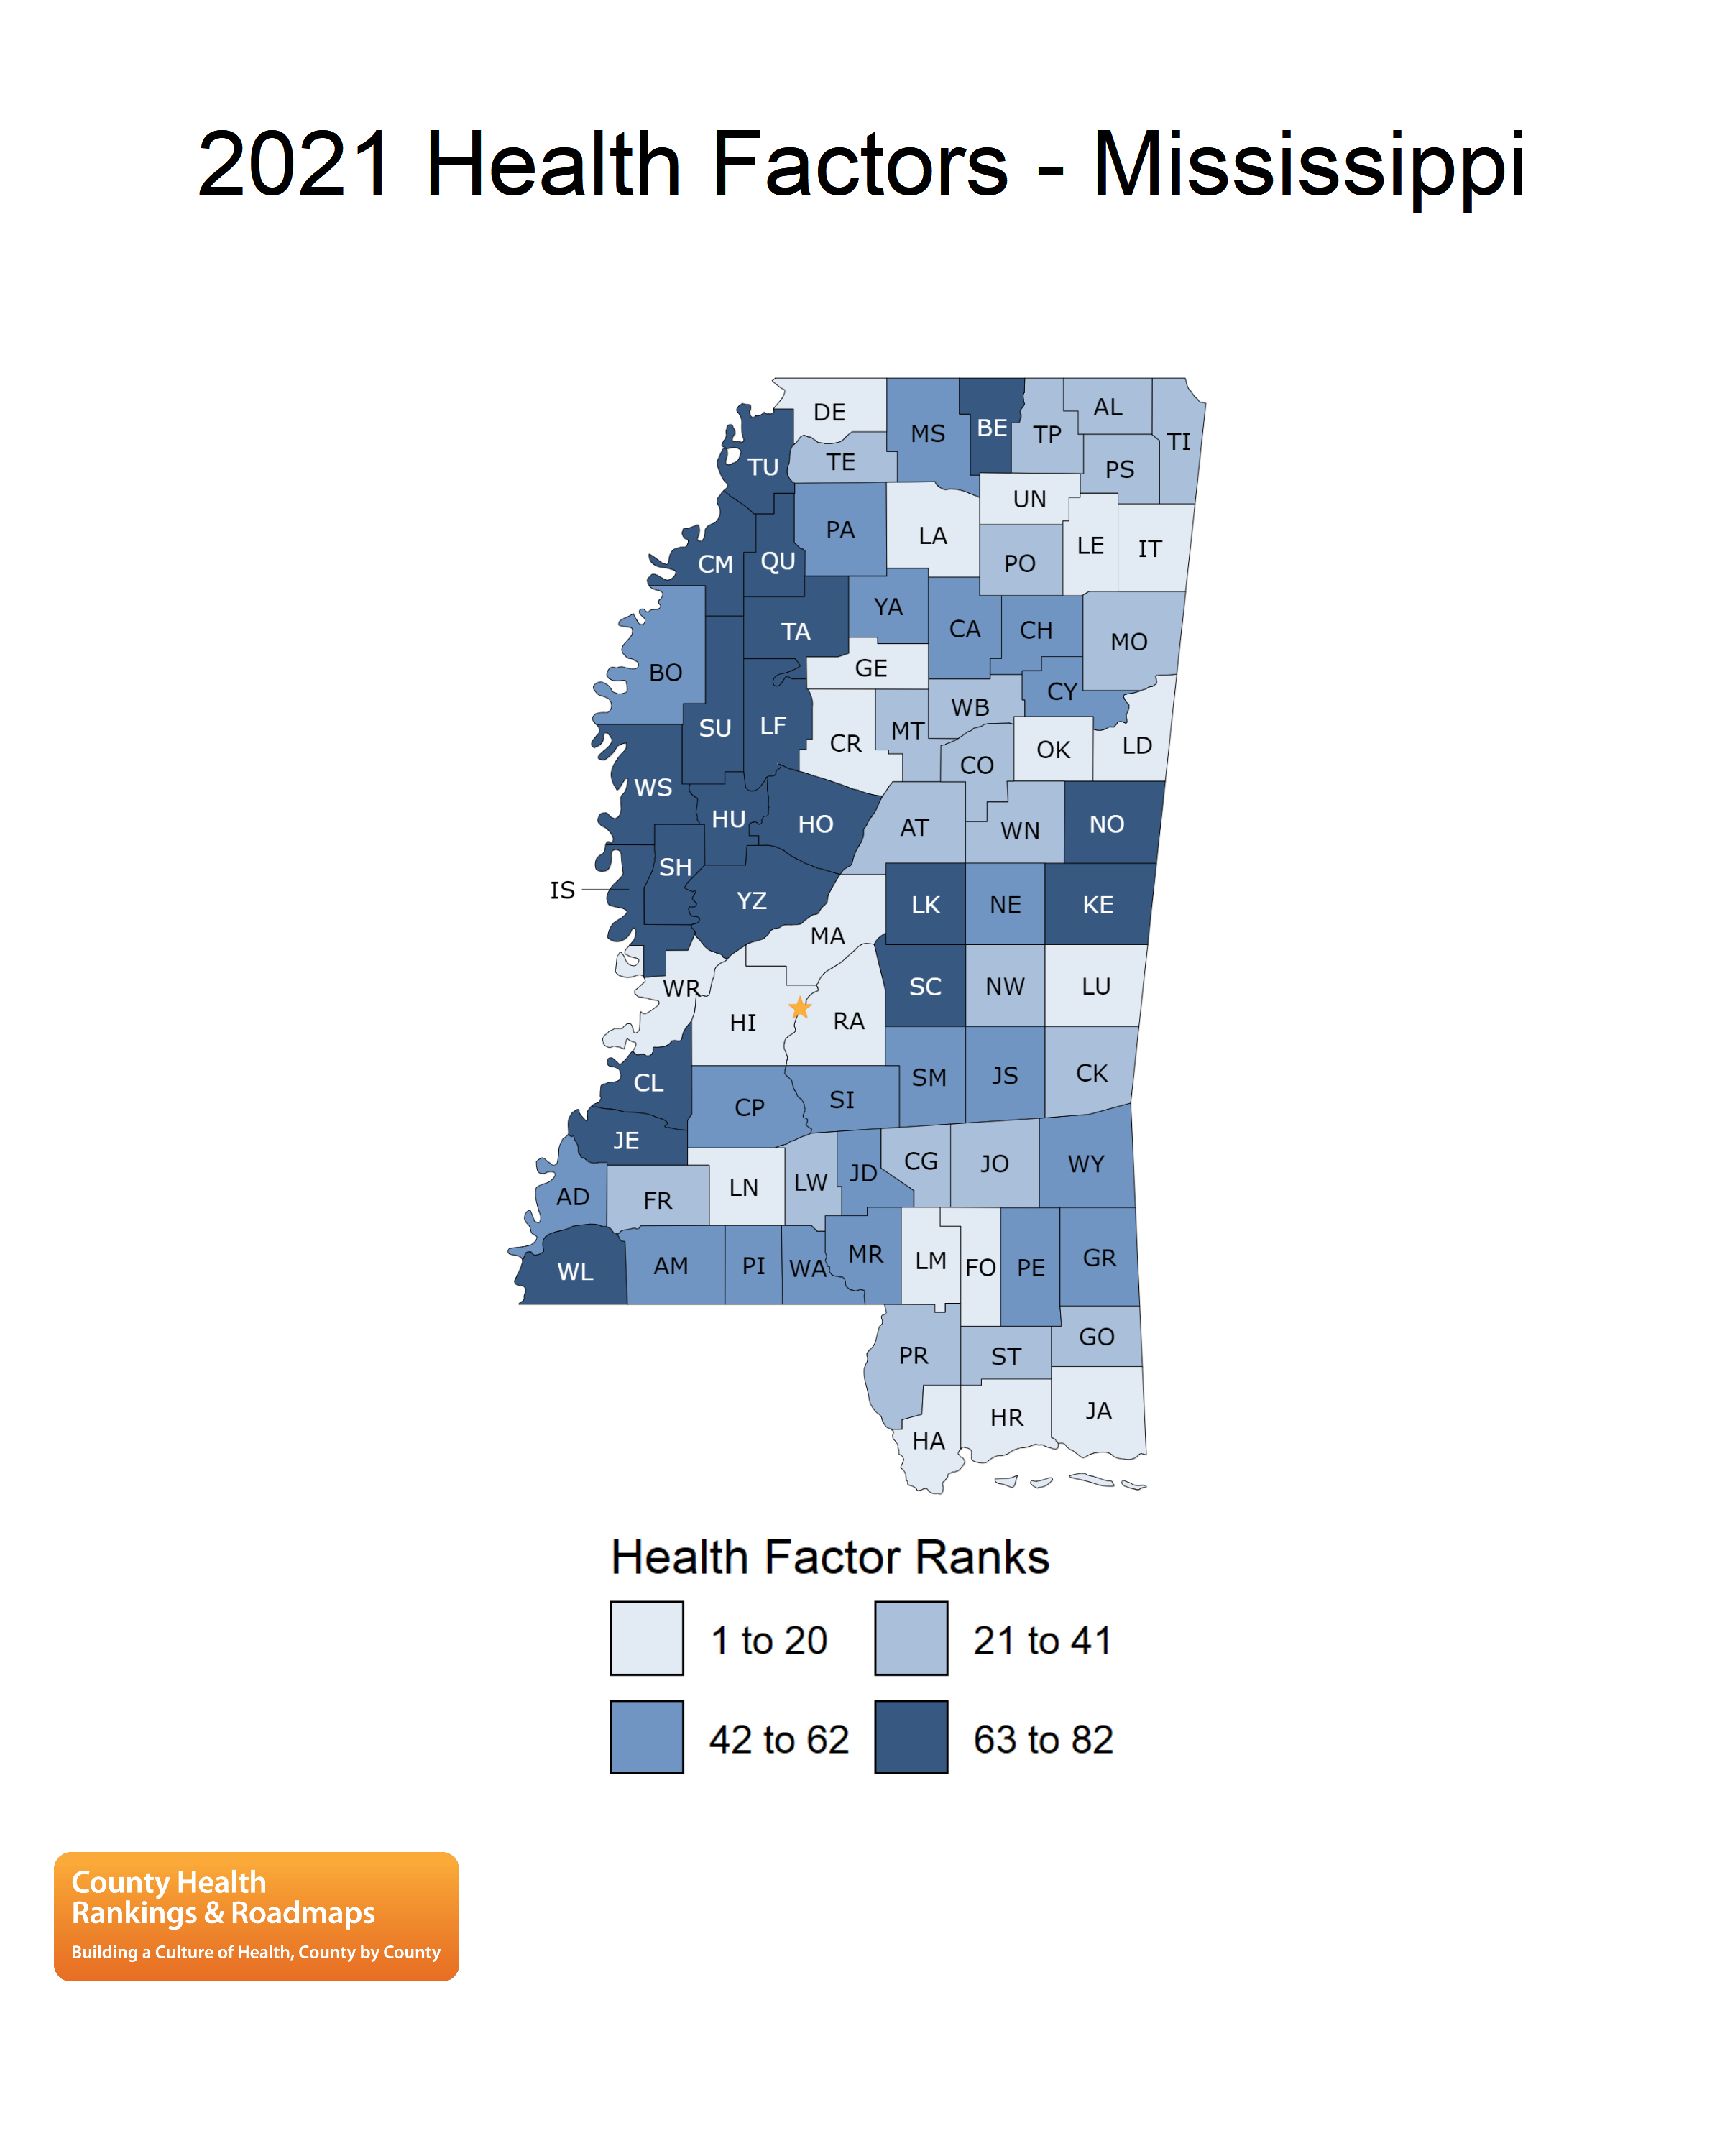 2021 Health Factors - Mississippi
DE
MS
BE
TP
AL
TI
TU
TE
PS
UN
PA
LA
LE
IT
CM
QU
PO
TA
YA
CA
CH
MO
BO
GE
CY
SU
LF
CR
MT
WB
OK
LD
CO
WS
HU
HO
AT
WN
NO
SH
IS
YZ
LK
NE
KE
MA
WR
SC
NW
LU
HI
RA
CL
SM
JS
CK
CP
SI
JE
JD
CG
JO
WY
AD
FR
LN
LW
WL
AM
PI
WA
MR
LM
FO
PE
GR
PR
ST
GO
HA
HR
JA
Health Factor Ranks
1 to 20
21 to 41
42 to 62
63 to 82
County Health
Rankings & Roadmaps
Building a Culture of Health, County by County